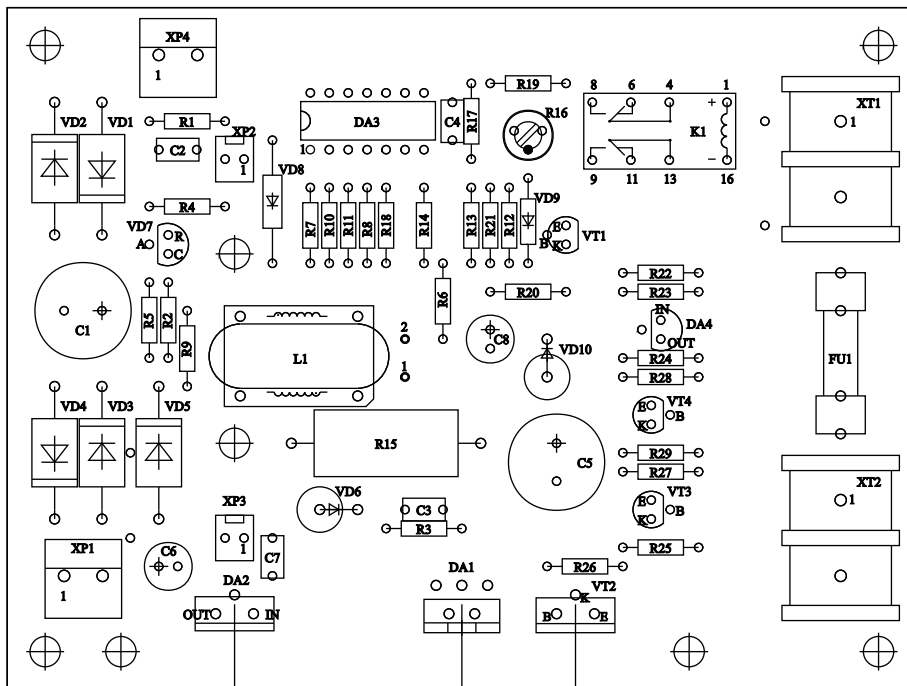 XP4
1
VD2 VD1
R1
C2
XP2
1
DA3
1
C4
R17
R19
R16
8 6 4 1
+
K1
−
9 11 13 16
XT1
1
VD8
VD9
R4
VD7
A
R
C
R7
R10
R11
R8
R18
R14
R13
R21
R12
E
B
K
VT1
C1
R5
R2
R9
L1
2
1
R6
R20
C8
VD10
R22
R23
IN
DA4
OUT
R24
R28
FU1
VD4 VD3 VD5
R15
C5
E
VT4
B
K
R29
R27
XT2
1
VD6
XP3
1
C3
R3
E
VT3
B
K
XP1
1
C6
C7
R25
R26
DA2
OUT IN
DA1
VT2
K
B E